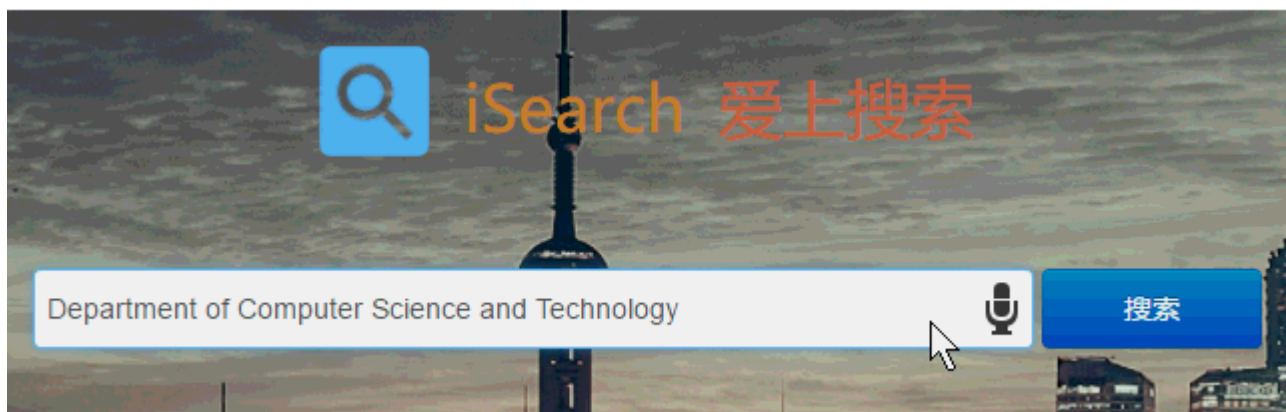 iSearch 爱上搜索
Department of Computer Science and Technology
搜索